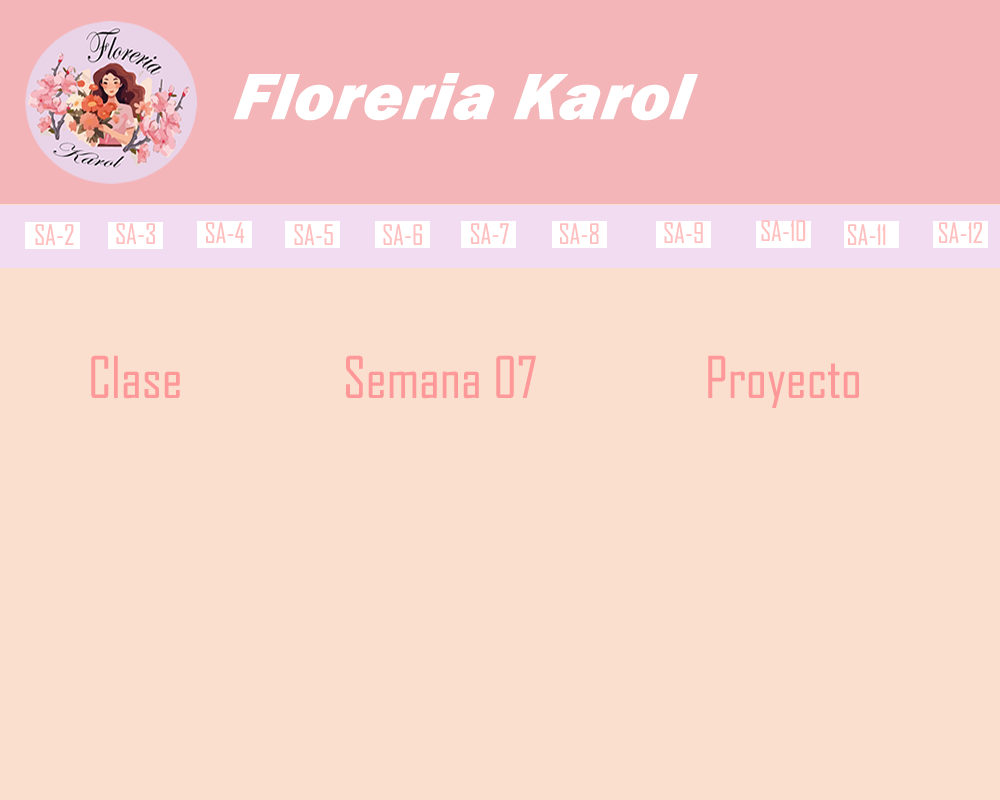 Floreria
Karol
Floreria Karol
SA-2 SA-3 SA-4 SA-5 SA-6 SA-7 SA-8 SA-9 SA-10 SA-11 SA-12
Clase Semana 07 Proyecto